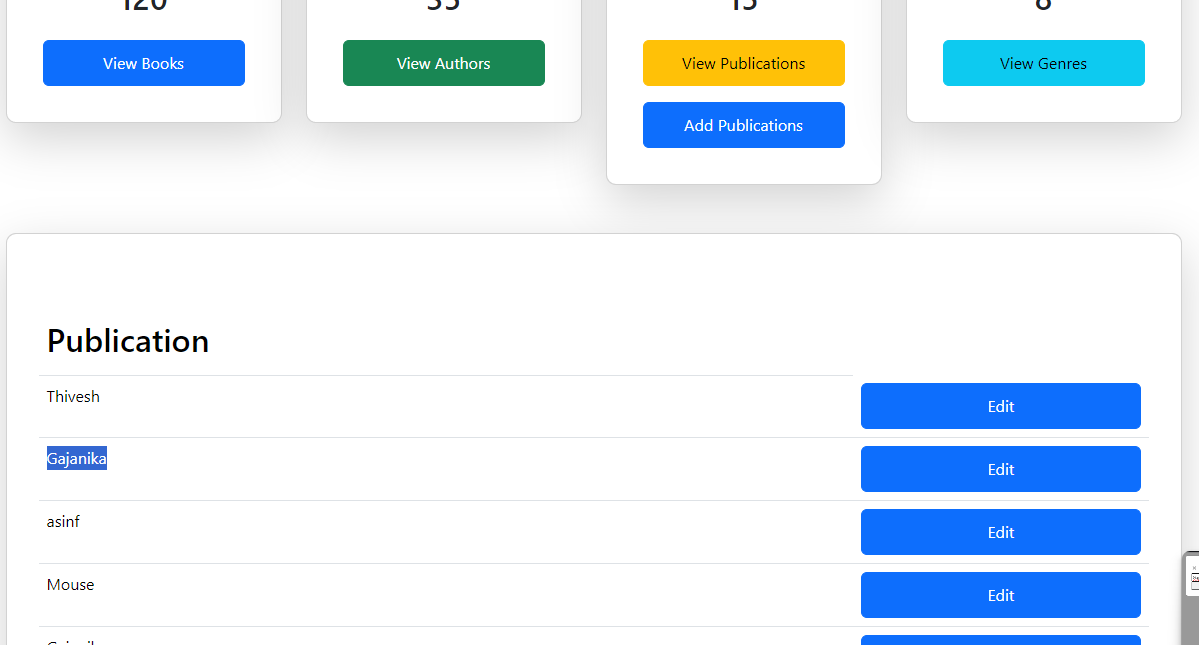 120 35 15 8
View Books View Authors View Publications View Genres
Add Publications
Publication
Thivesh Edit
Gajanika Edit
asinf Edit
Mouse Edit